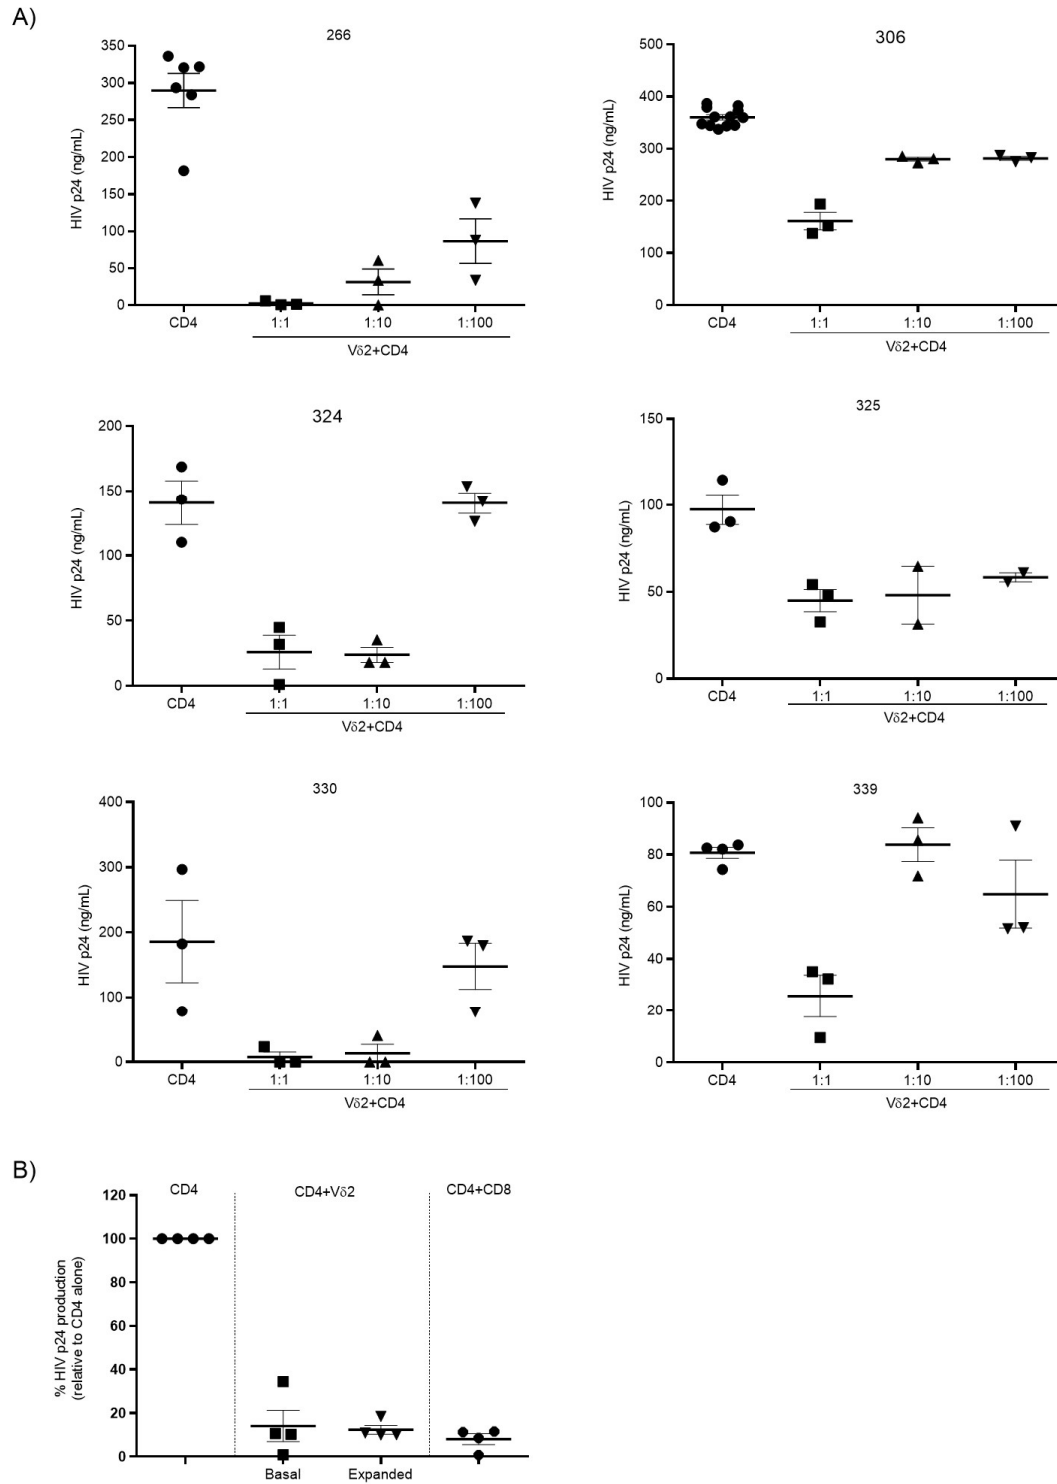 A)
266
350
300
250
200
150
100
50
0
HIV p24 (ng/mL)
CD4 1:1 1:10 1:100
Vδ2+CD4
306
500
400
300
200
100
0
HIV p24 (ng/mL)
CD4 1:1 1:10 1:100
Vδ2+CD4
324
200
150
100
50
0
HIV p24 (ng/mL)
CD4 1:1 1:10 1:100
Vδ2+CD4
325
150
100
50
0
HIV p24 (ng/mL)
CD4 1:1 1:10 1:100
Vδ2+CD4
330
400
300
200
100
0
HIV p24 (ng/mL)
CD4 1:1 1:10 1:100
Vδ2+CD4
339
100
80
60
40
20
0
HIV p24 (ng/mL)
CD4 1:1 1:10 1:100
Vδ2+CD4
B)
CD4 CD4+Vδ2 CD4+CD8
120
100
80
60
40
20
0
% HIV p24 production
(relative to CD4 alone)
Basal Expanded